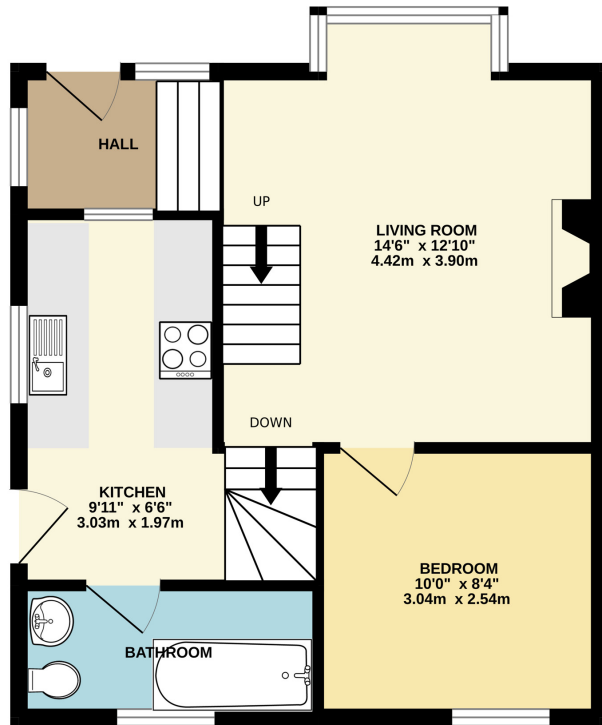 HALL
UP
LIVING ROOM
14'6" x 12'10"
4.42m x 3.90m
DOWN
KITCHEN
9'11" x 6'6"
3.03m x 1.97m
BEDROOM
10'0" x 8'4"
3.04m x 2.54m
BATHROOM